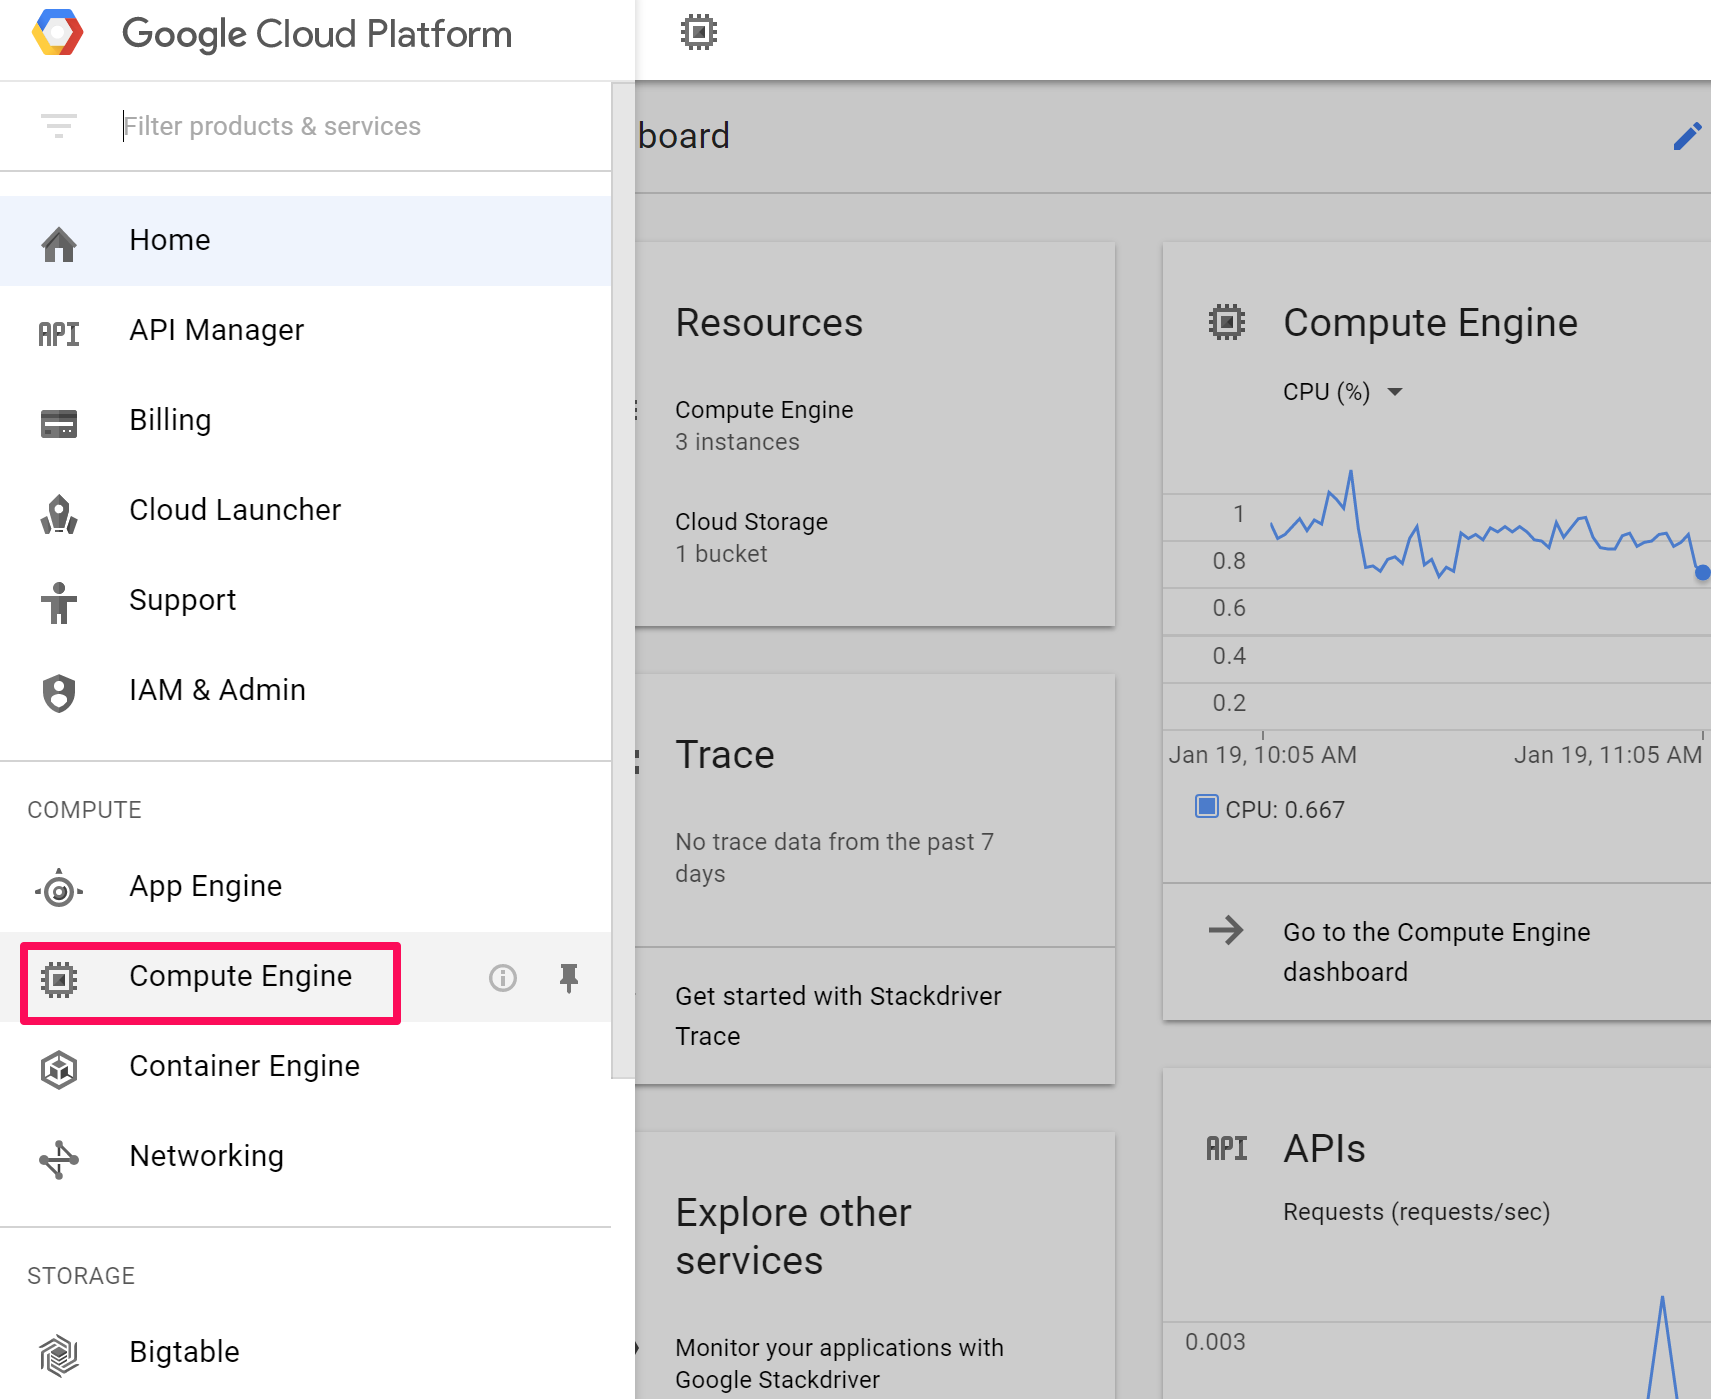 Google Cloud Platform
Filter products & services
Home
API
API Manager
Billing
Cloud Launcher
Support
IAM & Admin
COMPUTE
App Engine
Compute Engine
Container Engine
Networking
STORAGE
Bigtable
board
Resources
Compute Engine
3 instances
Cloud Storage
1 bucket
Trace
No trace data from the past 7
days
Get started with Stackdriver
Trace
Explore other
services
Monitor your applications with
Google Stackdriver
Compute Engine
CPU (%)
1
0.8
0.6
0.4
0.2
Jan 19, 10:05 AM
Jan 19, 11:05 AM
CPU: 0.667
Go to the Compute Engine
dashboard
API
APIs
Requests (requests/sec)
0.003